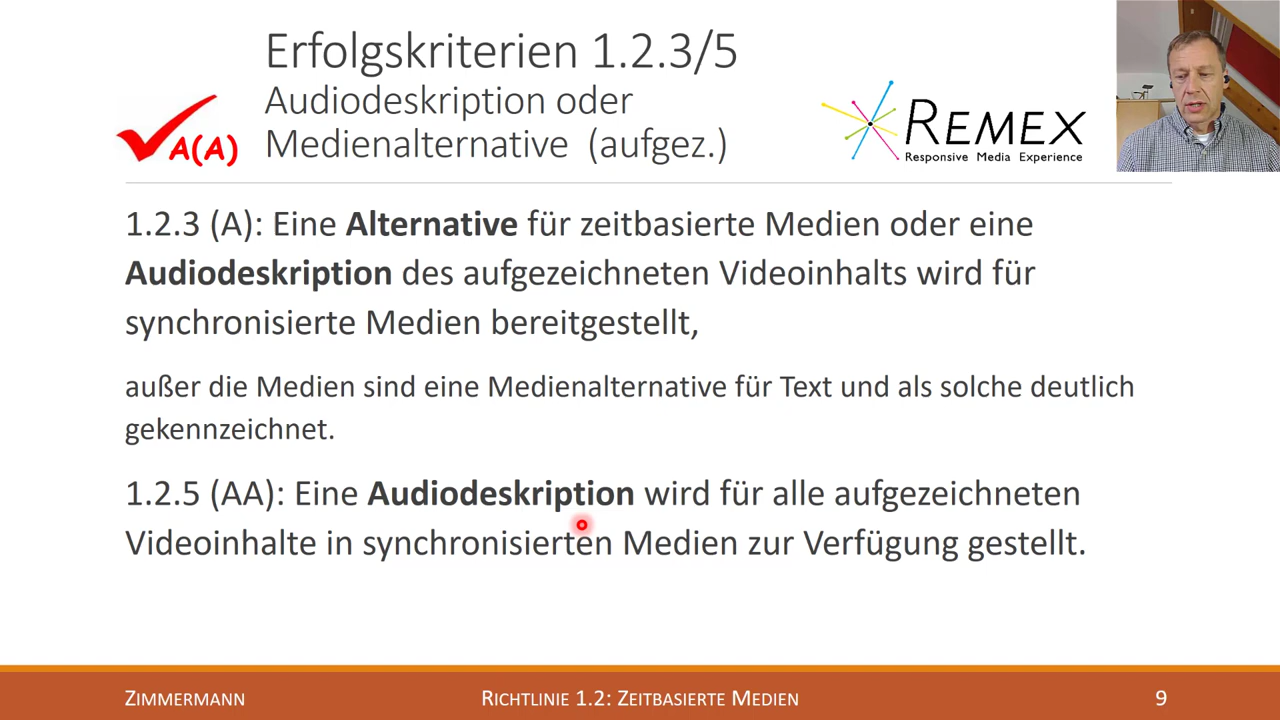 Erfolgskriterien 1.2.3/5
Audiodeskription oder
Medienalternative (aufgez.)
A(A)
REMEX
Responsive Media Experience
1.2.3 (A): Eine Alternative für zeitbasierte Medien oder eine
Audiodeskription des aufgezeichneten Videoinhalts wird für
synchronisierte Medien bereitgestellt,
außer die Medien sind eine Medienalternative für Text und als solche deutlich
gekennzeichnet.
1.2.5 (AA): Eine Audiodeskription wird für alle aufgezeichneten
Videoinhalte in synchronisierten Medien zur Verfügung gestellt.
ZIMMERMANN
RICHTLINIE 1.2: ZEITBASIERTE MEDIEN
9